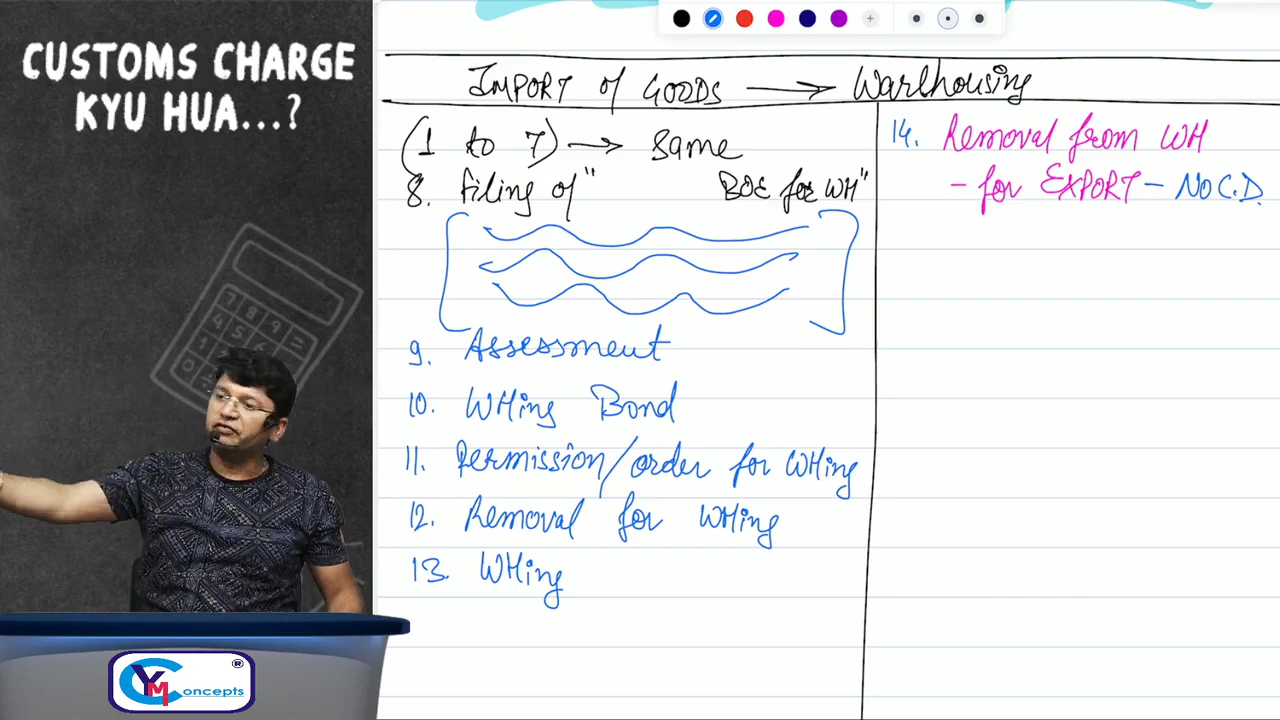 CUSTOMS CHARGE
KYU HUA...?
IMPORT of GOODS → Warehousing
(1 to 7) → Same
8. Filing of " BOE for WH"
9. Assessment
10. WHing Bond
11. Permission/order for WHing
12. Removal for WHing
13. WHing
14. Removal from WH
- for EXPORT - NO C.D.
YM Concepts ®